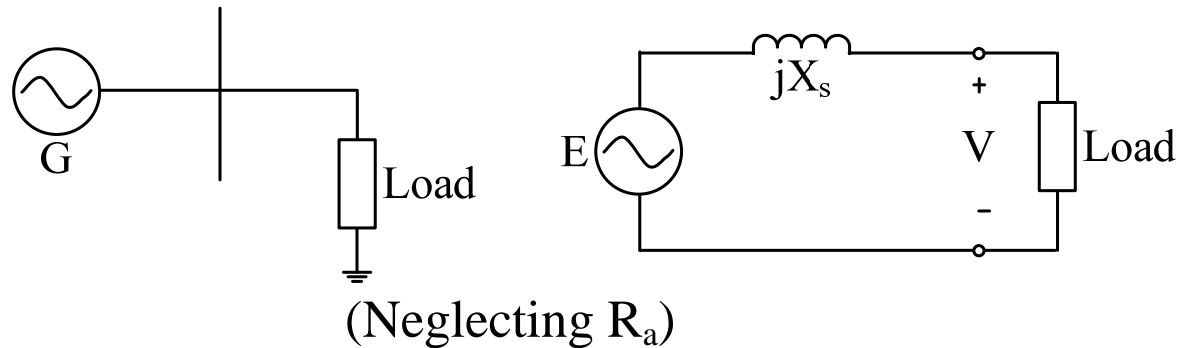 G
Load
E
jXₛ
+
V
−
Load
(Neglecting Rₐ)